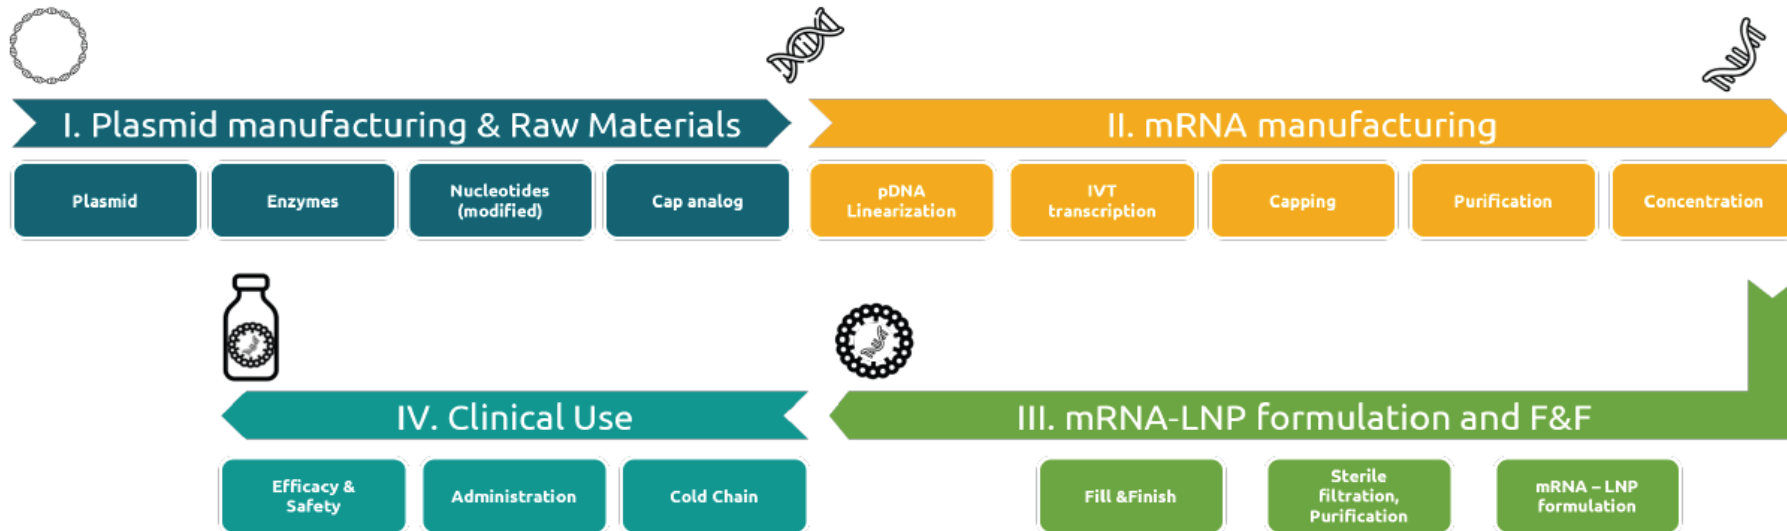 I. Plasmid manufacturing & Raw Materials
II. mRNA manufacturing
Plasmid
Enzymes
Nucleotides
(modified)
Cap analog
pDNA
Linearization
IVT
transcription
Capping
Purification
Concentration
IV. Clinical Use
III. mRNA-LNP formulation and F&F
Efficacy &
Safety
Administration
Cold Chain
Fill &Finish
Sterile
filtration,
Purification
mRNA – LNP
formulation